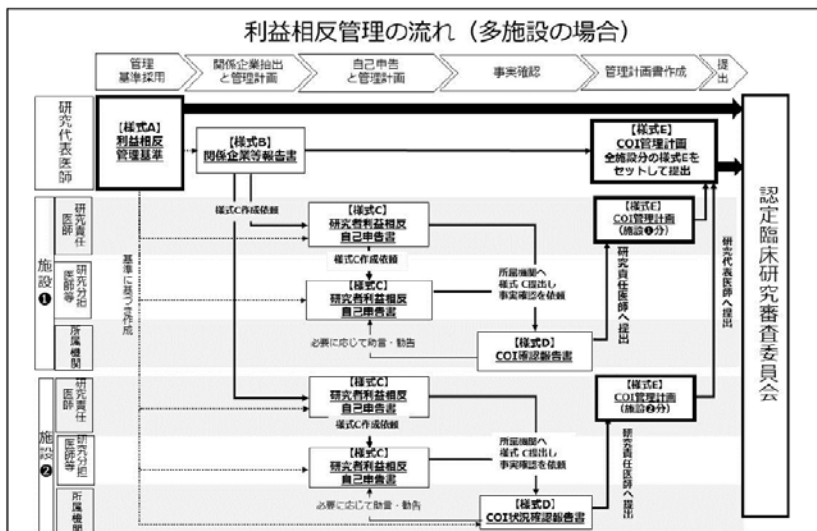 利益相反管理の流れ（多施設の場合）
管理
基準採用
関係企業抽出
と管理計画
自己申告
と管理計画
事実確認
管理計画書作成
提
出
研究代表医師
【様式A】
利益相反
管理基準
【様式B】
関係企業等報告書
【様式E】
COI管理計画
全施設分の様式Eを
セットして提出
認定臨床研究審査委員会
様式C作成依頼
施設❶
研究責任
医師
【様式C】
研究者利益相反
自己申告書
【様式E】
COI管理計画
(施設❶分)
様式C作成依頼
研究分担
医師等
【様式C】
研究者利益相反
自己申告書
所属機関へ
様式 C提出し
事実確認を依頼
基準に基づき作成
研究責任医師へ提出
研究代表医師へ提出
所属機関
必要に応じて助言・勧告
【様式D】
COI確認報告書
施設❷
研究責任
医師
【様式C】
研究者利益相反
自己申告書
【様式E】
COI管理計画
(施設❷分)
様式C作成依頼
研究分担
医師等
【様式C】
研究者利益相反
自己申告書
所属機関へ
様式 C提出し
事実確認を依頼
研究責任医師へ提出
所属機関
必要に応じて助言・勧告
【様式D】
COI状況確認報告書